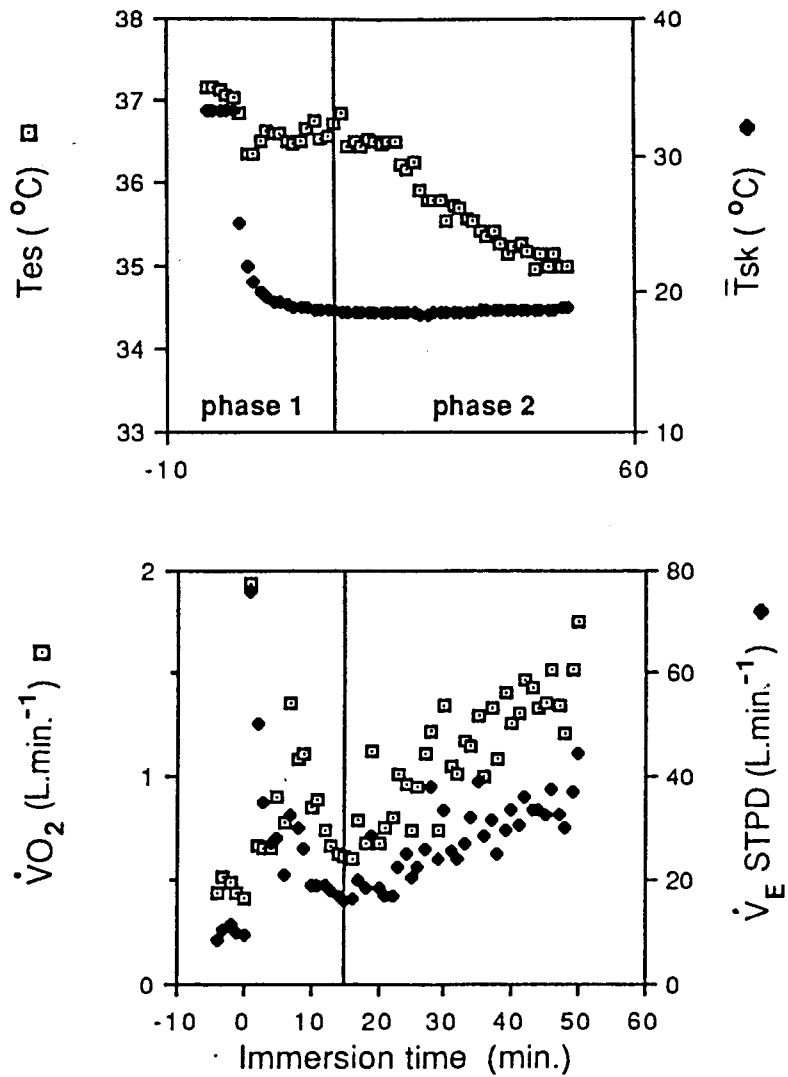 38
37
36
35
34
33
40
30
20
10
Tes ( °C)
T̄sk ( °C)
phase 1
phase 2
-10
60
2
1
0
80
60
40
20
0
V̇O₂ (L.min.⁻¹)
V̇E STPD (L.min.⁻¹)
-10 0 10 20 30 40 50 60
Immersion time (min.)